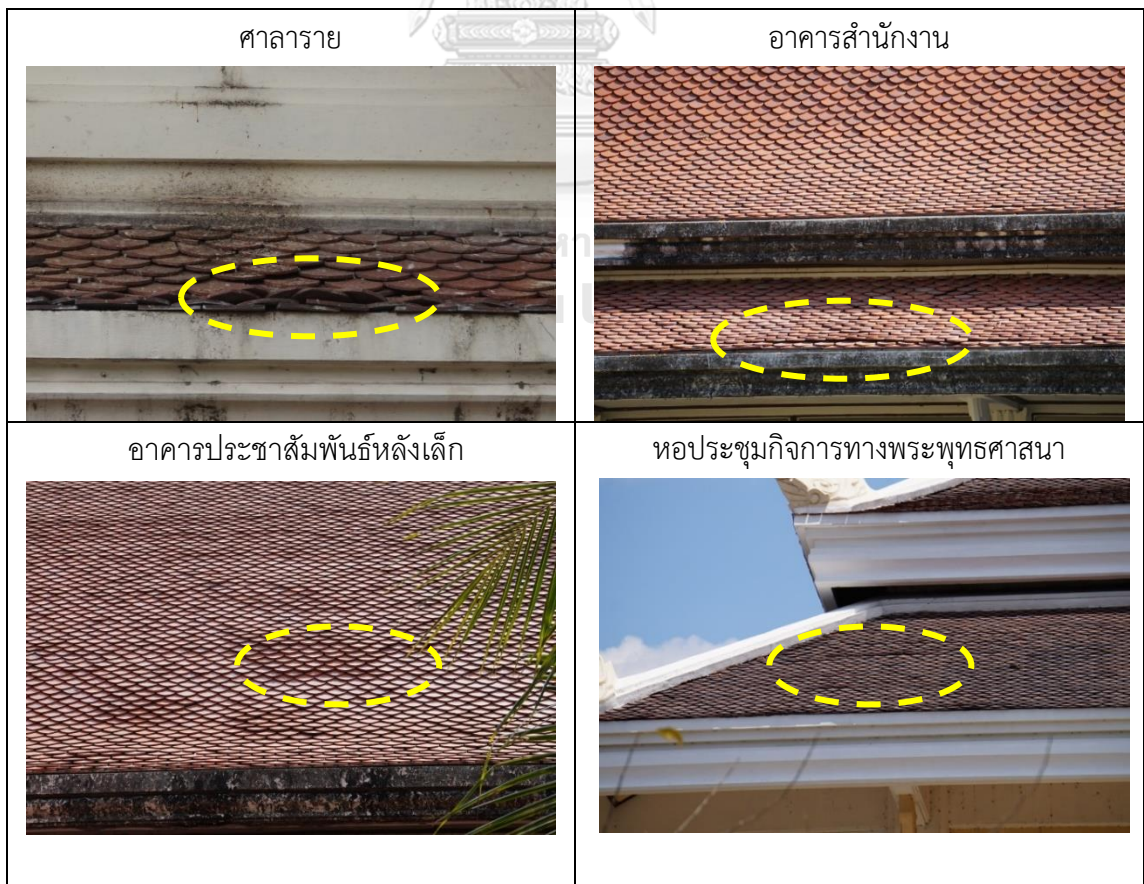 ศาลาราย
อาคารสำนักงาน
อาคารประชาสัมพันธ์หลังเล็ก
หอประชุมกิจการทางพระพุทธศาสนา